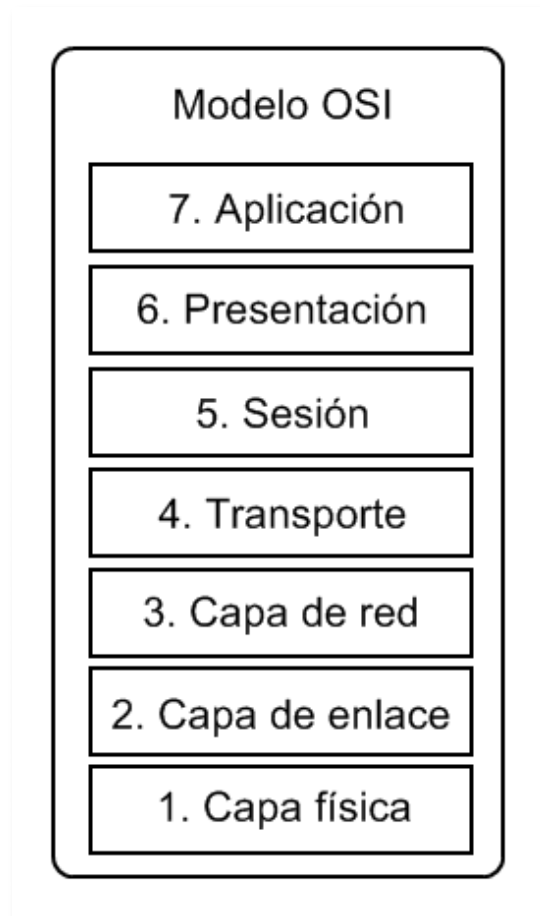 Modelo OSI
7. Aplicación
6. Presentación
5. Sesión
4. Transporte
3. Capa de red
2. Capa de enlace
1. Capa física